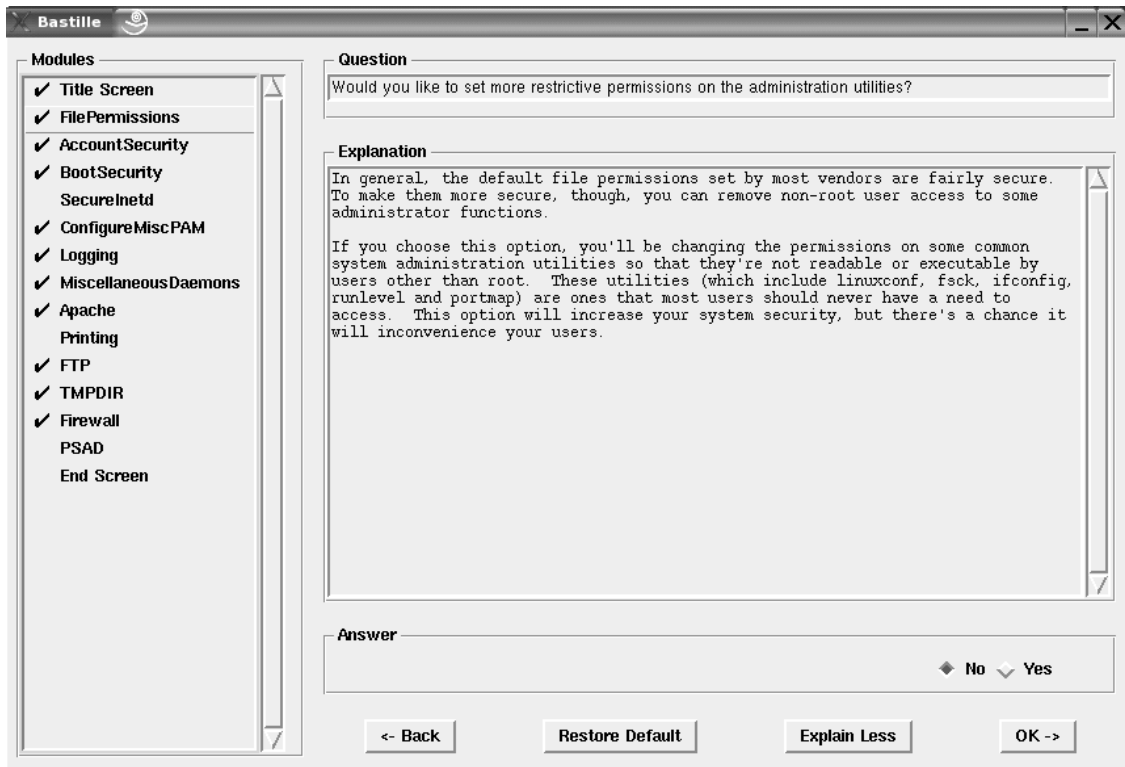 Bastille
Modules
✔ Title Screen
✔ FilePermissions
✔ AccountSecurity
✔ BootSecurity
SecureInetd
✔ ConfigureMiscPAM
✔ Logging
✔ MiscellaneousDaemons
✔ Apache
Printing
✔ FTP
✔ TMPDIR
✔ Firewall
PSAD
End Screen
Question
Would you like to set more restrictive permissions on the administration utilities?
Explanation
In general, the default file permissions set by most vendors are fairly secure.
To make them more secure, though, you can remove non-root user access to some
administrator functions.
If you choose this option, you'll be changing the permissions on some common
system administration utilities so that they're not readable or executable by
users other than root.  These utilities (which include linuxconf, fsck, ifconfig,
runlevel and portmap) are ones that most users should never have a need to
access.  This option will increase your system security, but there's a chance it
will inconvenience your users.
Answer
No Yes
<- Back Restore Default Explain Less OK ->